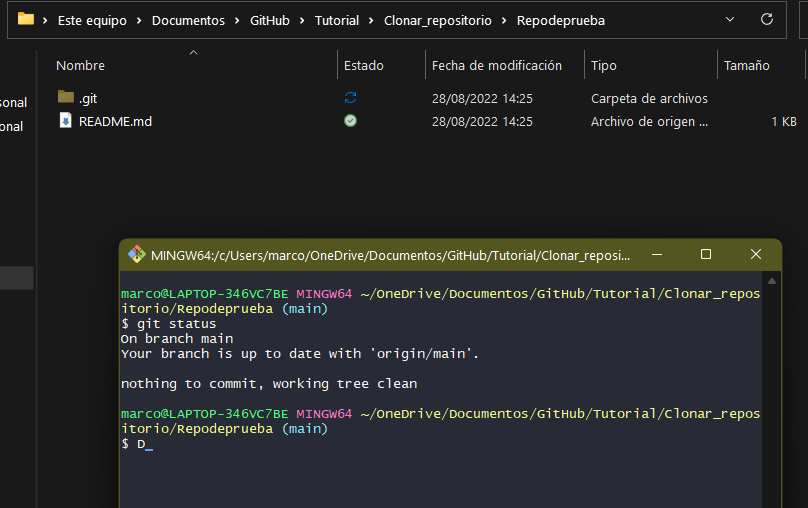 Este equipo > Documentos > GitHub > Tutorial > Clonar_repositorio > Repodeprueba
Nombre Estado Fecha de modificación Tipo Tamaño
sonal
.git 28/08/2022 14:25 Carpeta de archivos
onal
README.md 28/08/2022 14:25 Archivo de origen ... 1 KB
MINGW64:/c/Users/marco/OneDrive/Documentos/GitHub/Tutorial/Clonar_reposi...
marco@LAPTOP-346VC7BE MINGW64 ~/OneDrive/Documentos/GitHub/Tutorial/Clonar_repos
itorio/Repodeprueba (main)
$ git status
On branch main
Your branch is up to date with 'origin/main'.
nothing to commit, working tree clean
marco@LAPTOP-346VC7BE MINGW64 ~/OneDrive/Documentos/GitHub/Tutorial/Clonar_repos
itorio/Repodeprueba (main)
$ D_